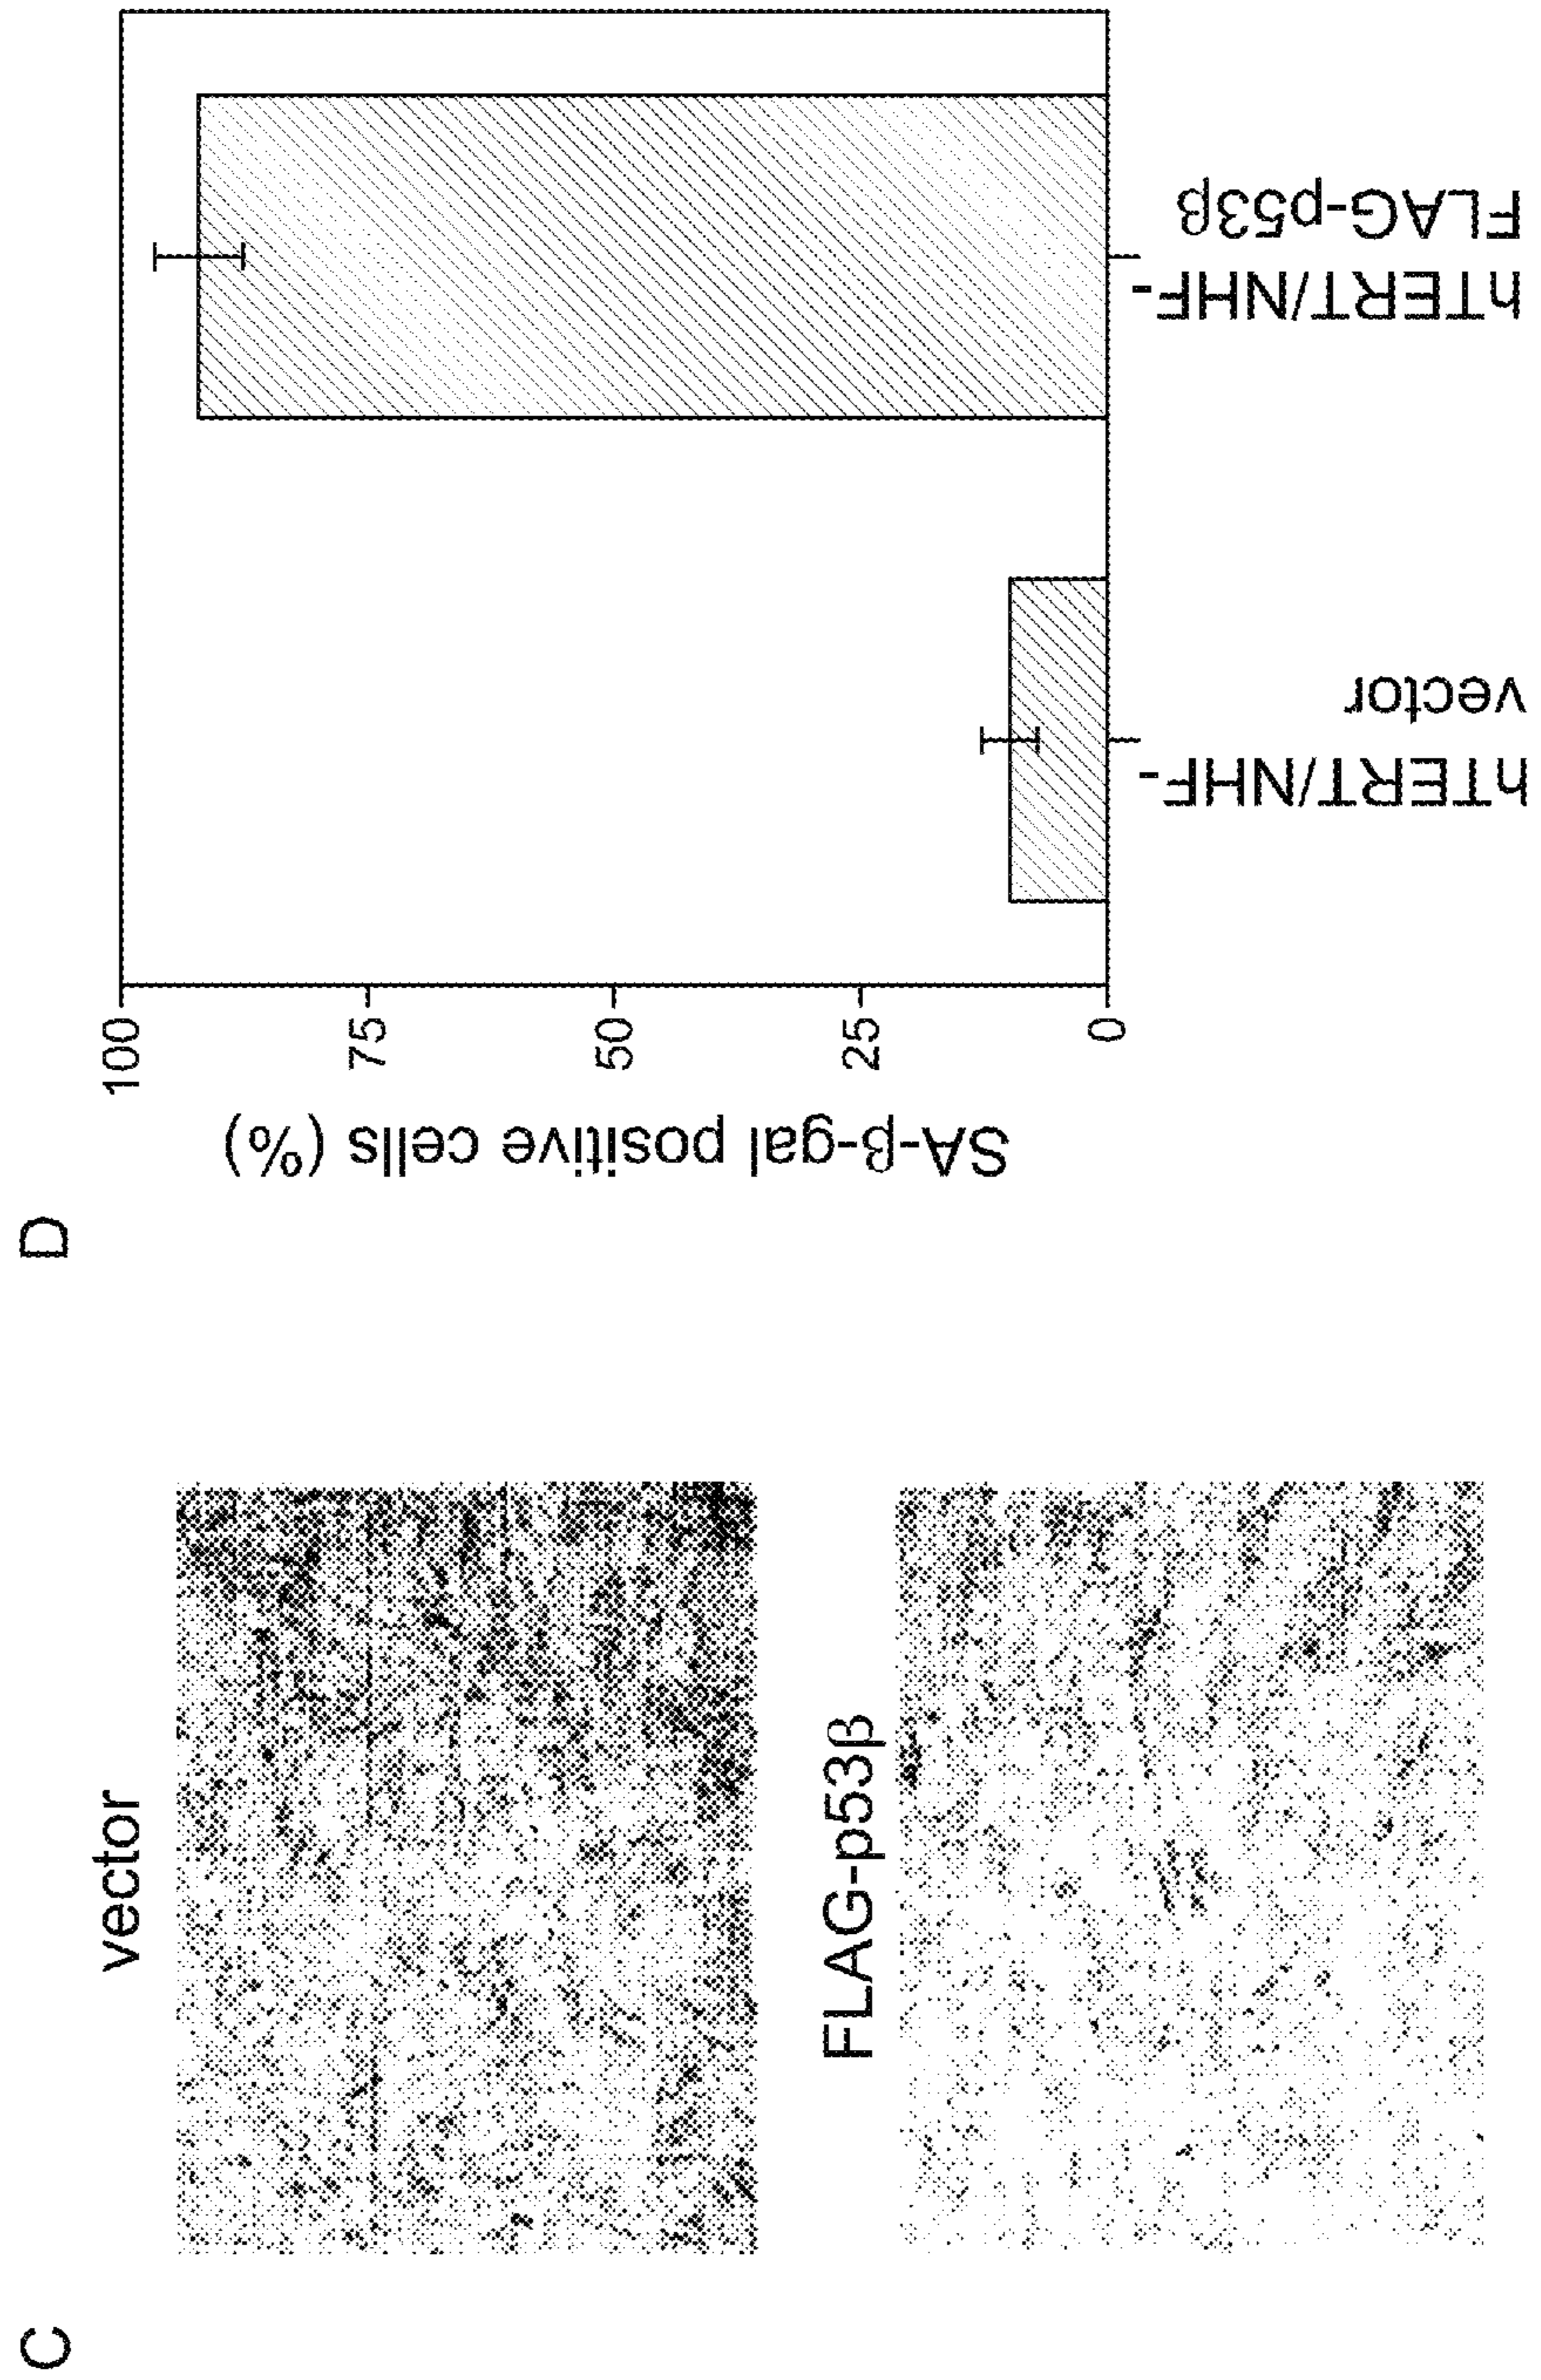 C
vector
FLAG-p53β
D
SA-β-gal positive cells (%)
100
75
50
25
0
hTERT/NHF-
vector
hTERT/NHF-
FLAG-p53β